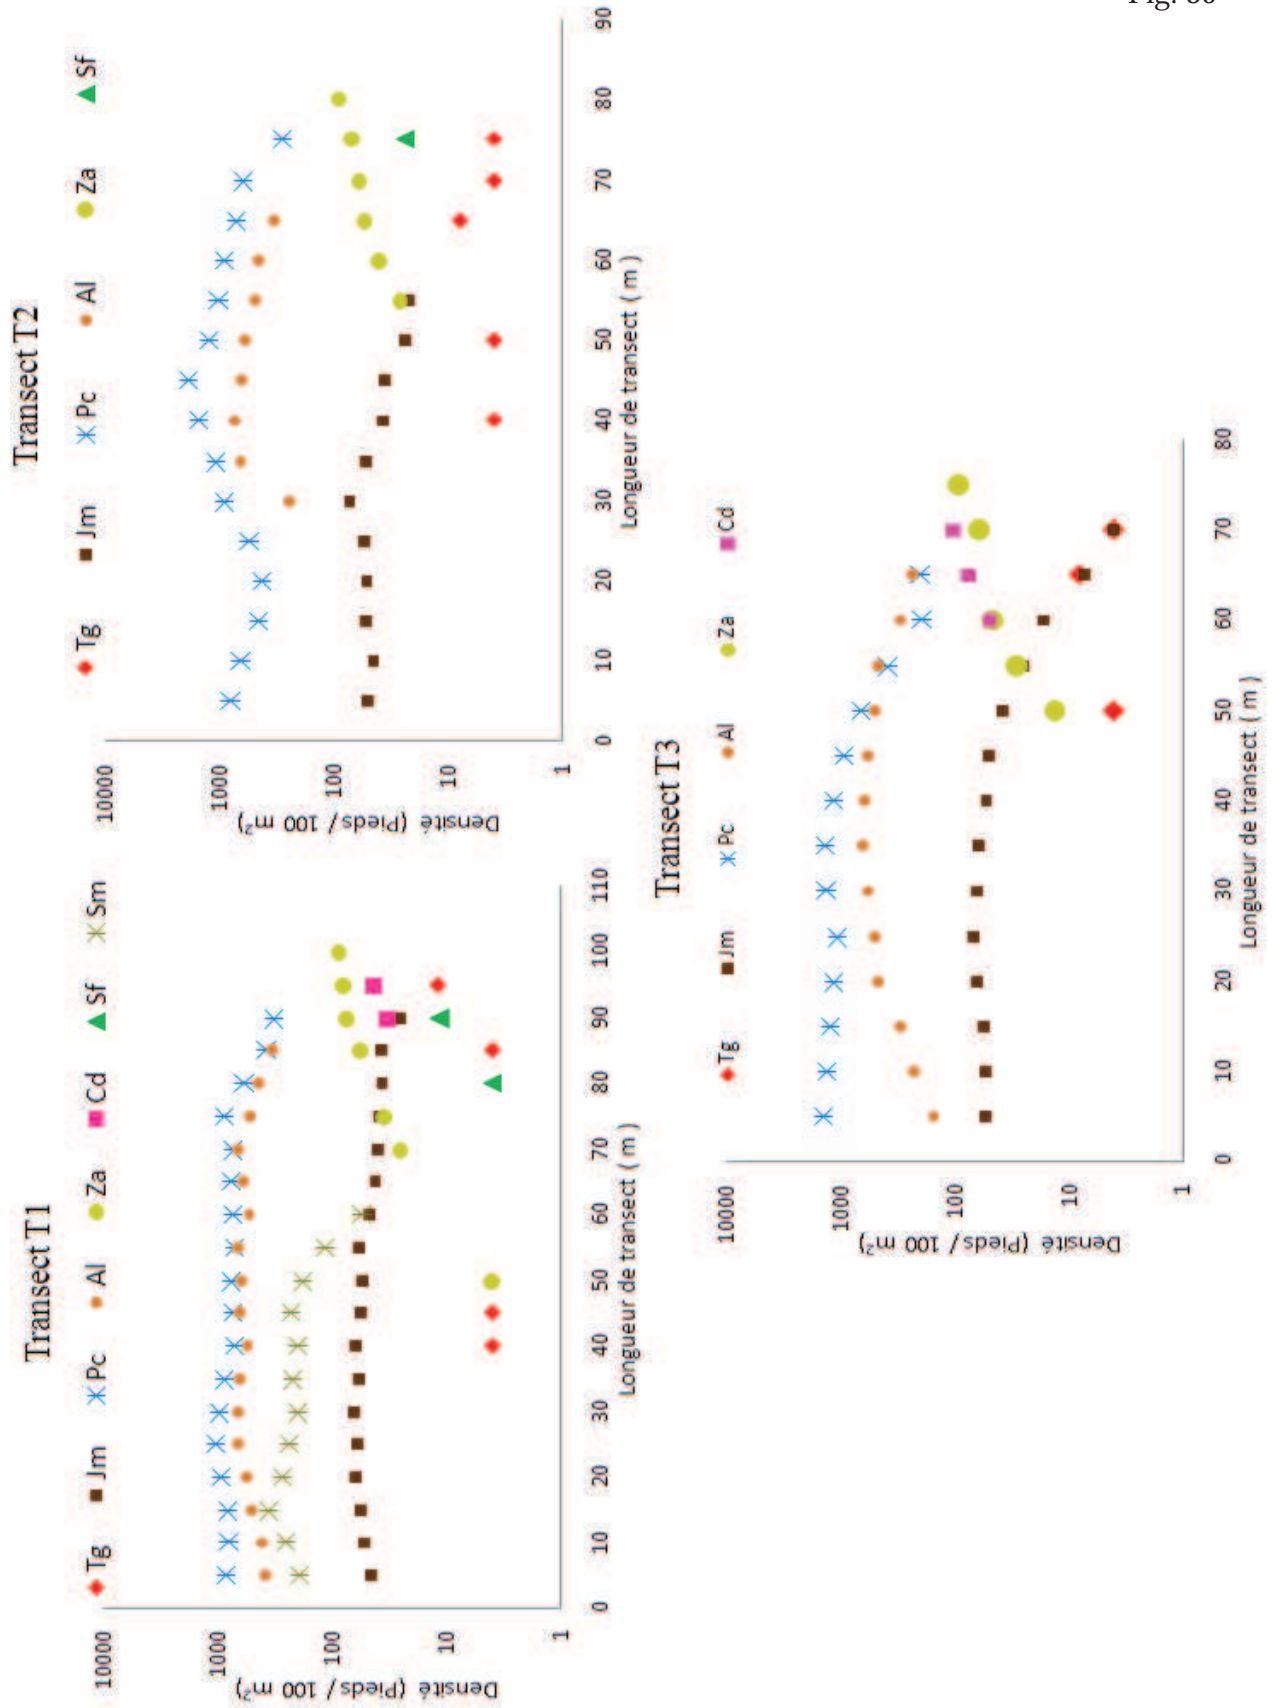 Fig. 60
Transect T1
Tg Jm Pc Al Za Cd Sf Sm
Densité (Pieds / 100 m²)
10000
1000
100
10
1
0 10 20 30 40 50 60 70 80 90 100 110
Longueur de transect ( m )
Transect T2
Tg Jm Pc Al Za Sf
Densité (Pieds / 100 m²)
10000
1000
100
10
1
0 10 20 30 40 50 60 70 80 90
Longueur de transect ( m )
Transect T3
Tg Jm Pc Al Za Cd
Densité (Pieds / 100 m²)
10000
1000
100
10
1
0 10 20 30 40 50 60 70 80
Longueur de transect ( m )